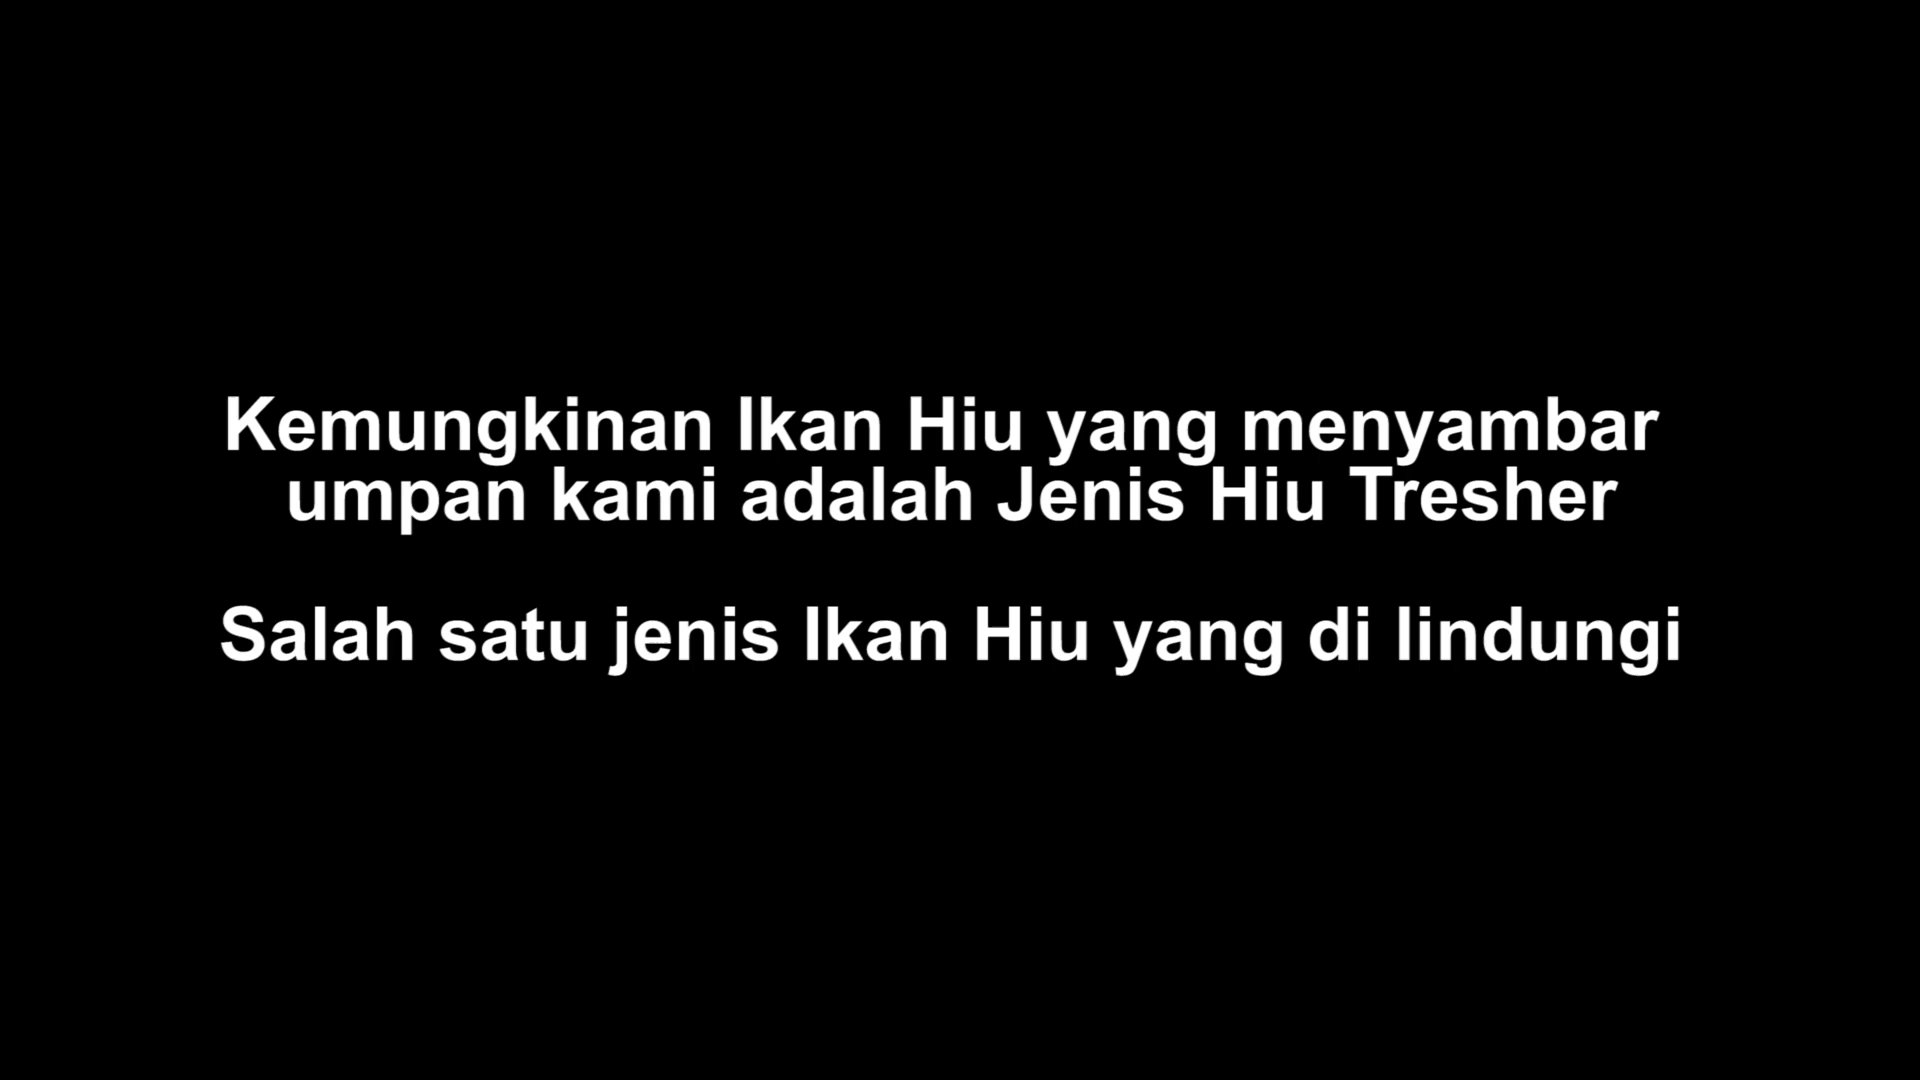 Kemungkinan Ikan Hiu yang menyambar
umpan kami adalah Jenis Hiu Tresher
Salah satu jenis Ikan Hiu yang di lindungi